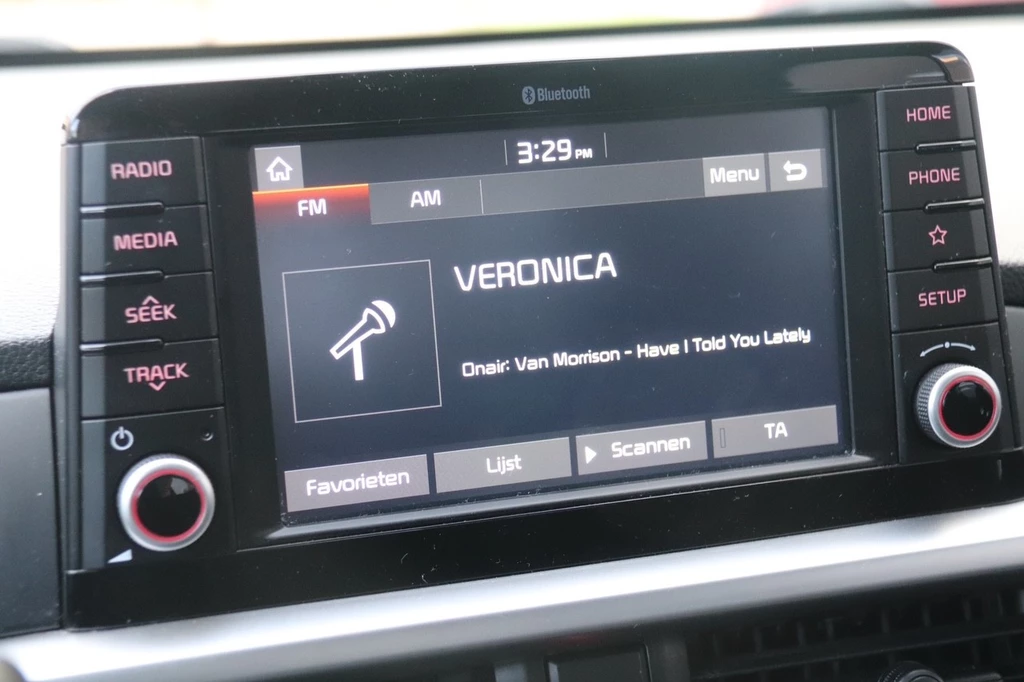 Bluetooth
RADIO
MEDIA
SEEK
TRACK
3:29 PM
Menu
FM
AM
VERONICA
Onair: Van Morrison - Have I Told You Lately
Favorieten
Lijst
Scannen
TA
HOME
PHONE
SETUP